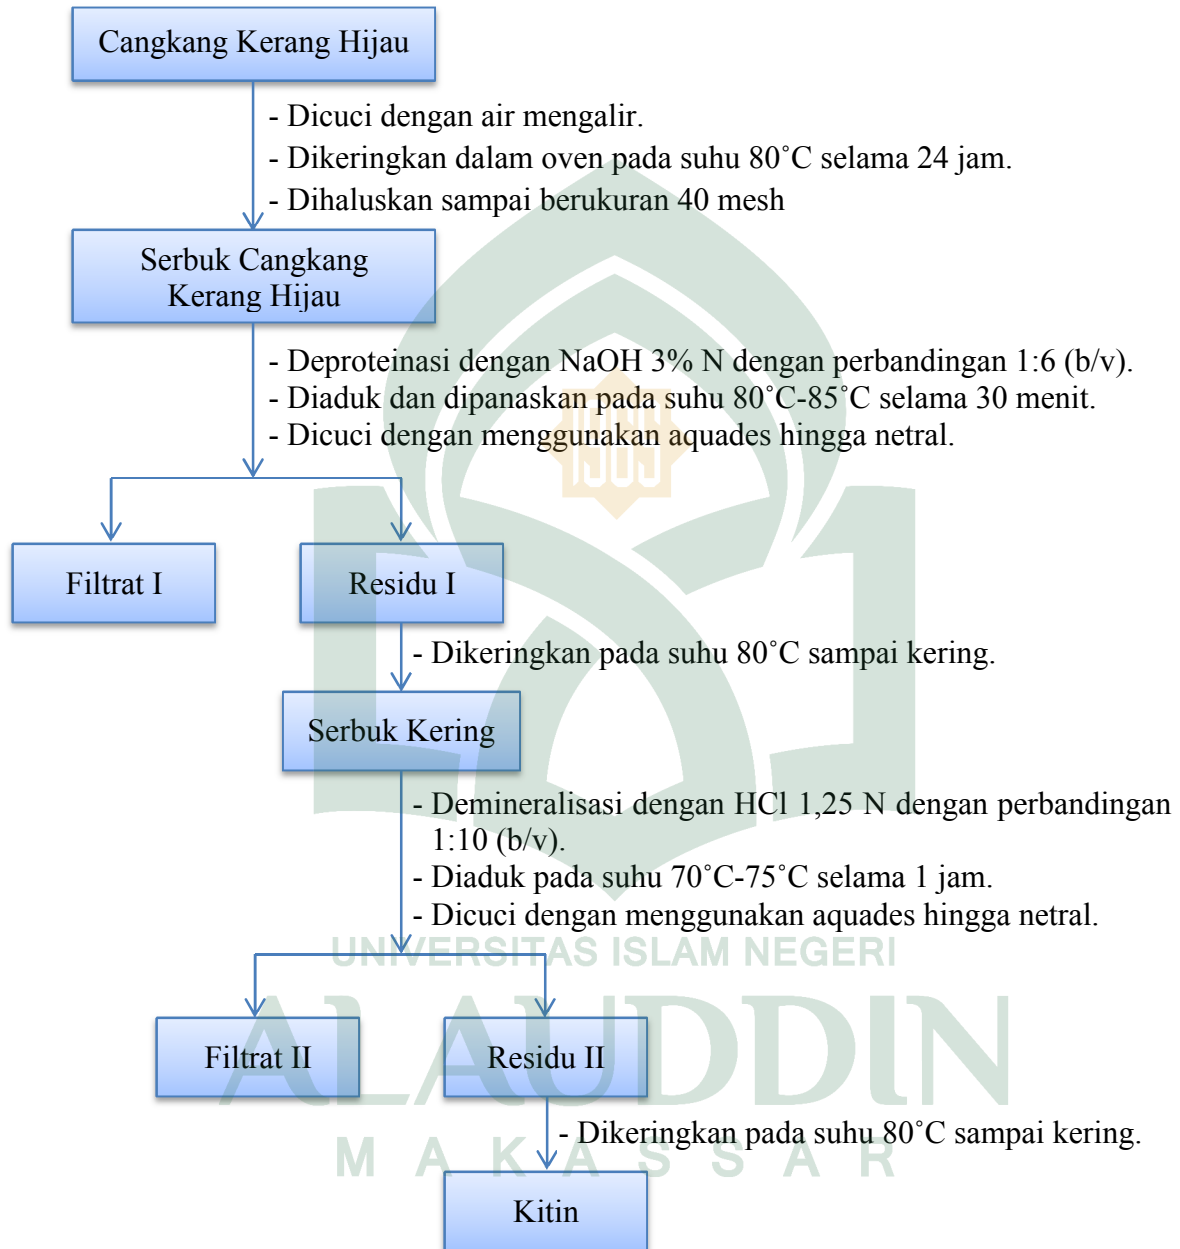 Cangkang Kerang Hijau
- Dicuci dengan air mengalir.
- Dikeringkan dalam oven pada suhu 80˚C selama 24 jam.
- Dihaluskan sampai berukuran 40 mesh
Serbuk Cangkang
Kerang Hijau
- Deproteinasi dengan NaOH 3% N dengan perbandingan 1:6 (b/v).
- Diaduk dan dipanaskan pada suhu 80˚C-85˚C selama 30 menit.
- Dicuci dengan menggunakan aquades hingga netral.
1965
Filtrat I
Residu I
- Dikeringkan pada suhu 80˚C sampai kering.
Serbuk Kering
- Demineralisasi dengan HCl 1,25 N dengan perbandingan
1:10 (b/v).
- Diaduk pada suhu 70˚C-75˚C selama 1 jam.
- Dicuci dengan menggunakan aquades hingga netral.
UNIVERSITAS ISLAM NEGERI
Filtrat II
Residu II
ALAUDDIN
- Dikeringkan pada suhu 80˚C sampai kering.
MAKASSAR
Kitin